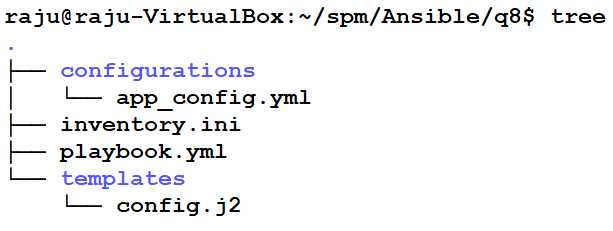 raju@raju-VirtualBox:~/spm/Ansible/q8$ tree
.
├── configurations
│   └── app_config.yml
├── inventory.ini
├── playbook.yml
└── templates
    └── config.j2